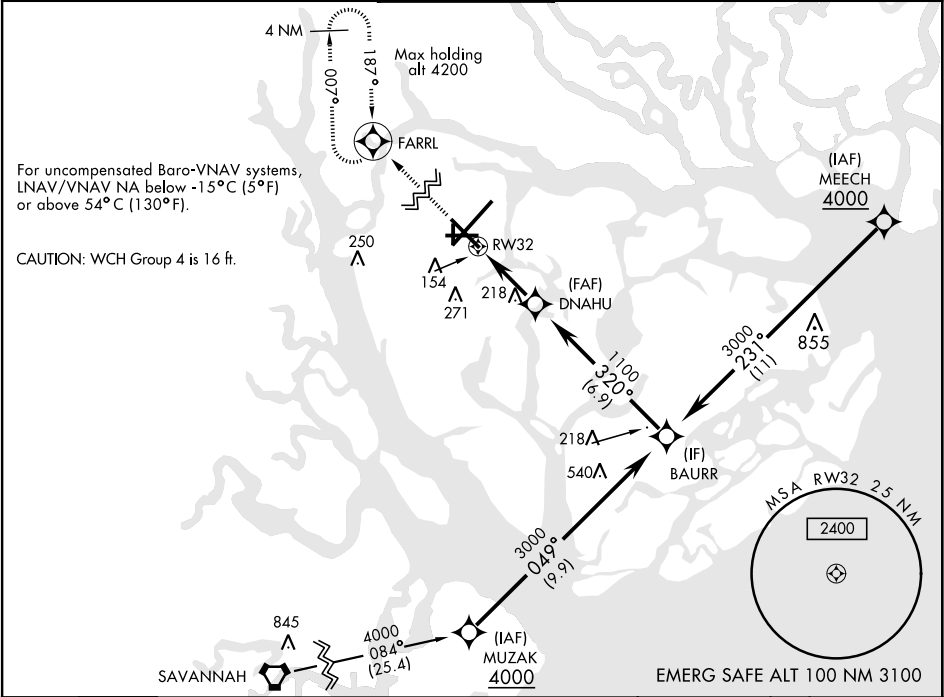 4 NM
187°
007°
Max holding
alt 4200
FARRL
For uncompensated Baro-VNAV systems,
LNAV/VNAV NA below -15°C (5°F)
or above 54°C (130°F).
CAUTION: WCH Group 4 is 16 ft.
250
RW32
154
271
218
(FAF)
DNAHU
(IAF)
MEECH
4000
855
3000
231°
(11)
1100
320°
(6.9)
218
540
(IF)
BAURR
3000
049°
(9.9)
MSA RW32 25 NM
2400
845
SAVANNAH
4000
084°
(25.4)
(IAF)
MUZAK
4000
EMERG SAFE ALT 100 NM 3100